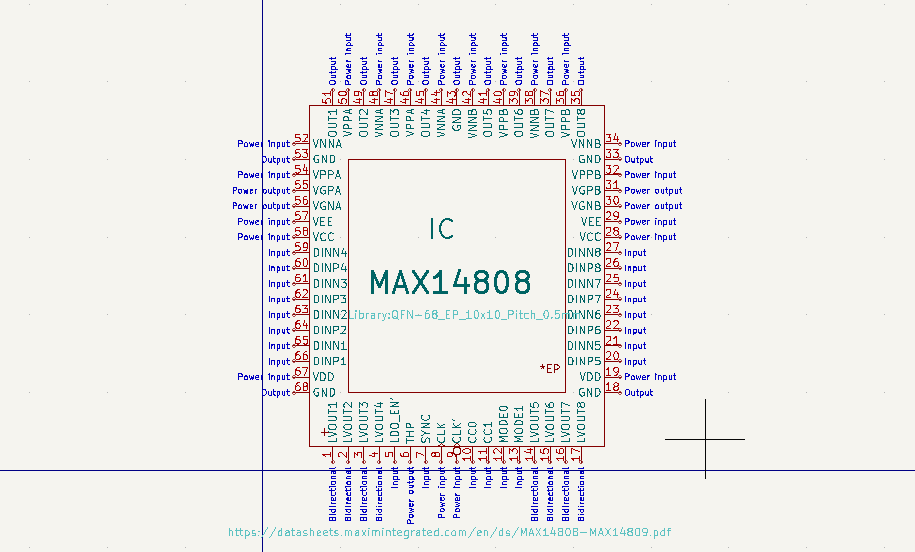 Output 51 OUT1
Power input 50 VPPA
Output 49 OUT2
Power input 48 VNNA
Output 47 OUT3
Power input 46 VPPA
Output 45 OUT4
Power input 44 VNNA
Output 43 GND
Power input 42 VNNB
Output 41 OUT5
Power input 40 VPPB
Output 39 OUT6
Power input 38 VNNB
Output 37 OUT7
Power input 36 VPPB
Output 35 OUT8
Power input 52 VNNA
Output 53 GND
Power input 54 VPPA
Power output 55 VGPA
Power output 56 VGNA
Power input 57 VEE
Power input 58 VCC
Input 59 DINN4
Input 60 DINP4
Input 61 DINN3
Input 62 DINP3
Input 63 DINN2
Input 64 DINP2
Input 65 DINN1
Input 66 DINP1
Power input 67 VDD
Output 68 GND
IC
MAX14808
Library:QFN-68_EP_10x10_Pitch_0.5mm
*EP
VNNB 34 Power input
GND 33 Output
VPPB 32 Power input
VGPB 31 Power output
VGNB 30 Power output
VEE 29 Power input
VCC 28 Power input
DINN8 27 Input
DINP8 26 Input
DINN7 25 Input
DINP7 24 Input
DINN6 23 Input
DINP6 22 Input
DINN5 21 Input
DINP5 20 Input
VDD 19 Power input
GND 18 Output
+
LVOUT1 1 Bidirectional
LVOUT2 2 Bidirectional
LVOUT3 3 Bidirectional
LVOUT4 4 Bidirectional
LDO_EN' 5 Input
THP 6 Power output
SYNC 7 Input
CLK 8 Power input
CLK' 9 Power input
CC0 10 Input
CC1 11 Input
MODE0 12 Input
MODE1 13 Input
LVOUT5 14 Bidirectional
LVOUT6 15 Bidirectional
LVOUT7 16 Bidirectional
LVOUT8 17 Bidirectional
https://datasheets.maximintegrated.com/en/ds/MAX14808-MAX14809.pdf